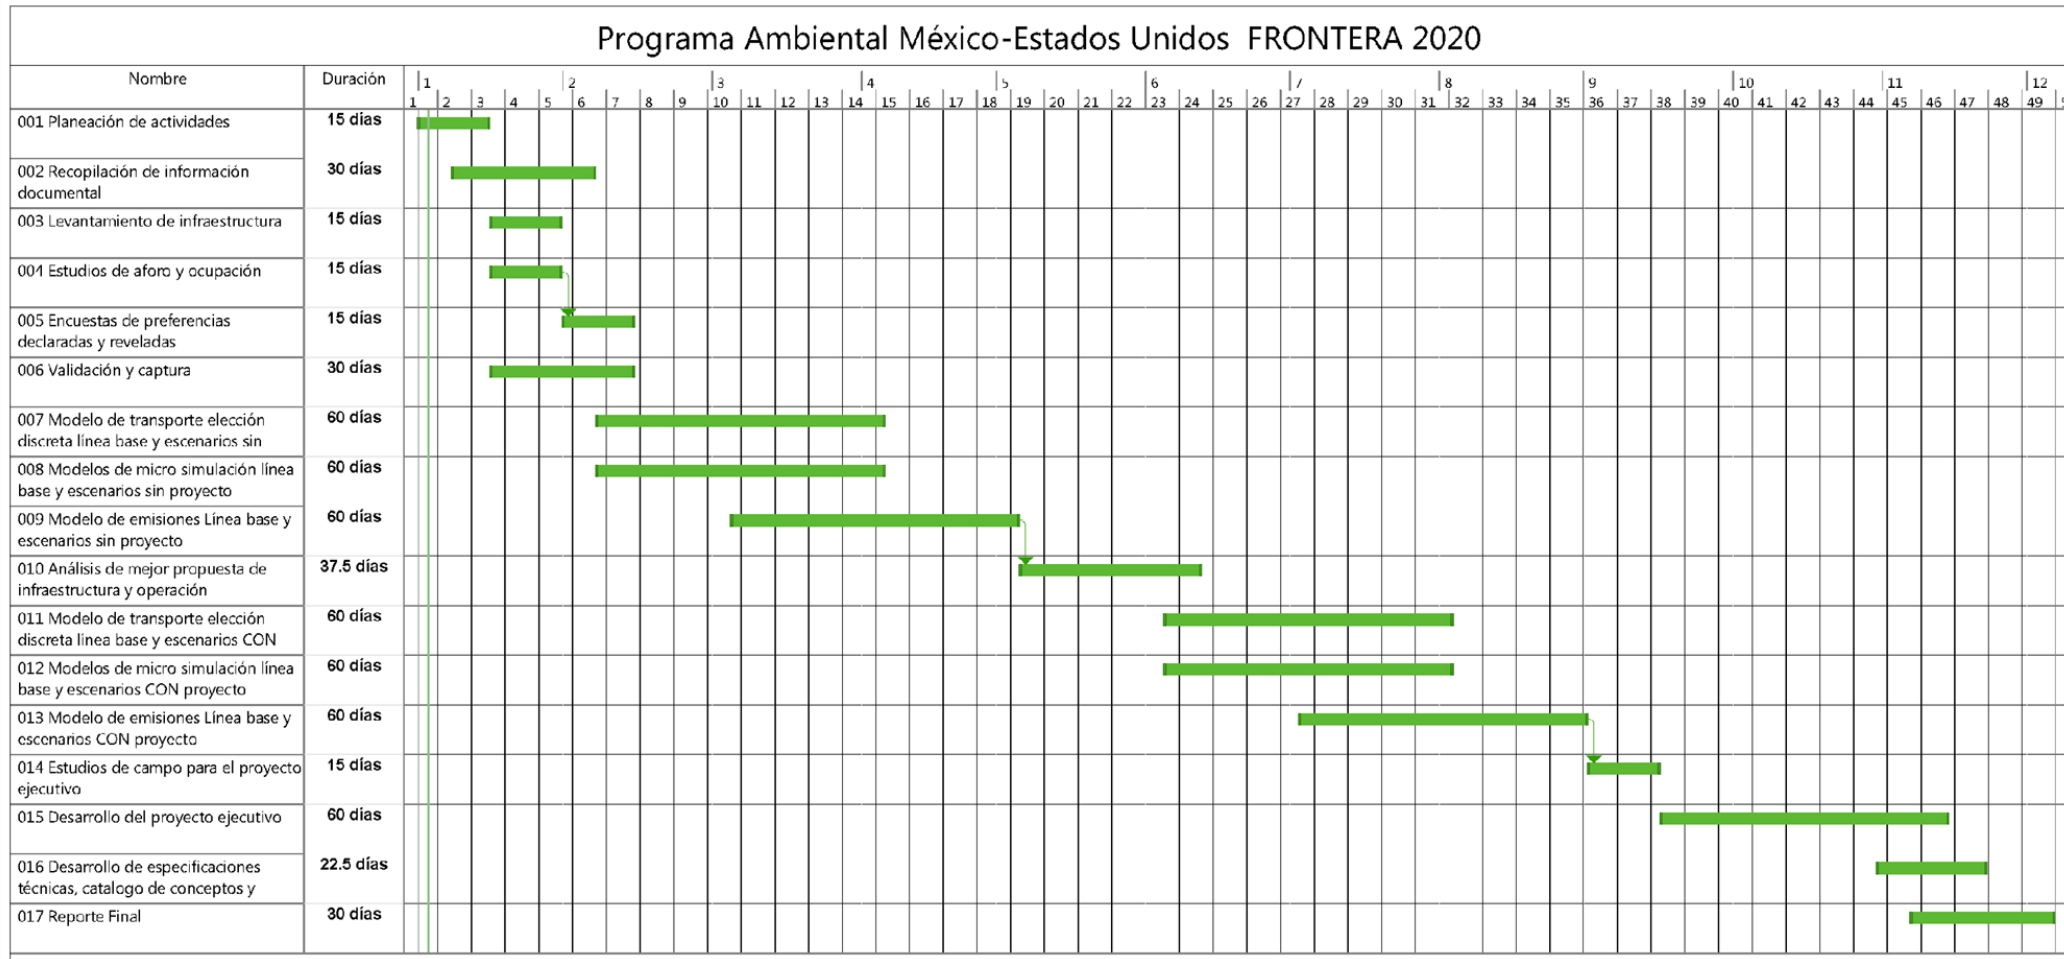 Programa Ambiental México-Estados Unidos FRONTERA 2020
Nombre Duración 1 2 3 4 5 6 7 8 9 10 11 12
1 2 3 4 5 6 7 8 9 10 11 12 13 14 15 16 17 18 19 20 21 22 23 24 25 26 27 28 29 30 31 32 33 34 35 36 37 38 39 40 41 42 43 44 45 46 47 48 49
001 Planeación de actividades 15 días
002 Recopilación de información 30 días
documental
003 Levantamiento de infraestructura 15 días
004 Estudios de aforo y ocupación 15 días
005 Encuestas de preferencias 15 días
declaradas y reveladas
006 Validación y captura 30 días
007 Modelo de transporte elección 60 días
discreta línea base y escenarios sin
008 Modelos de micro simulación línea 60 días
base y escenarios sin proyecto
009 Modelo de emisiones Línea base y 60 días
escenarios sin proyecto
010 Análisis de mejor propuesta de 37.5 días
infraestructura y operación
011 Modelo de transporte elección 60 días
discreta línea base y escenarios CON
012 Modelos de micro simulación línea 60 días
base y escenarios CON proyecto
013 Modelo de emisiones Línea base y 60 días
escenarios CON proyecto
014 Estudios de campo para el proyecto 15 días
ejecutivo
015 Desarrollo del proyecto ejecutivo 60 días
016 Desarrollo de especificaciones 22.5 días
técnicas, catalogo de conceptos y
017 Reporte Final 30 días